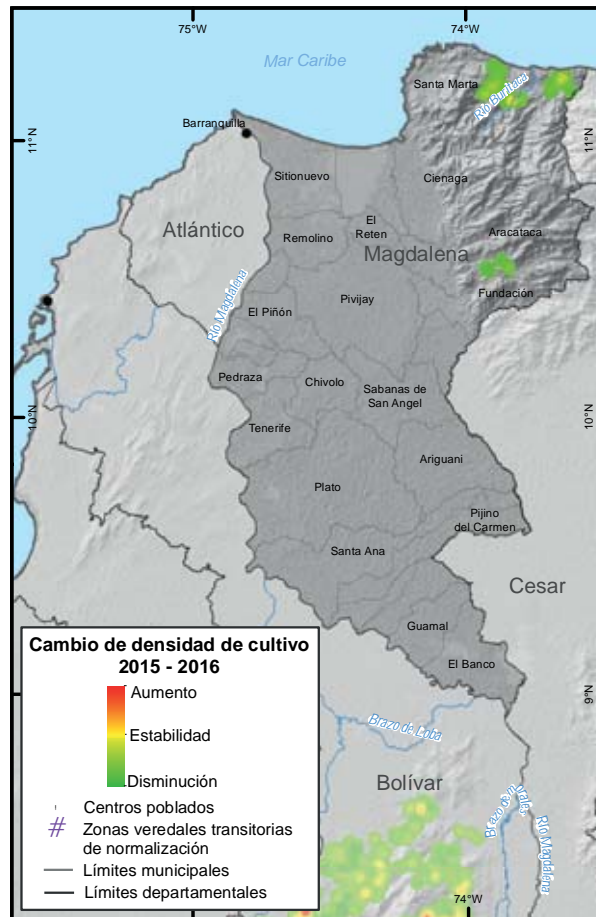 75°W
74°W
Mar Caribe
Santa Marta
Río Buritaca
Barranquilla
11°N
11°N
Sitionuevo
Cienaga
Atlántico
El
Reten
Remolino
Aracataca
Magdalena
Río Magdalena
Fundación
Pivijay
El Piñón
Pedraza
Chivolo
Sabanas de
San Angel
10°N
10°N
Tenerife
Ariguani
Plato
Pijino
del Carmen
Santa Ana
Cesar
Guamal
El Banco
9°N
Cambio de densidad de cultivo
2015 - 2016
Aumento
Estabilidad
Disminución
Centros poblados
# Zonas veredales transitorias
de normalización
Límites municipales
Límites departamentales
Brazo de Loba
Bolívar
Brazo de
Río Magdalena
75°W
74°W